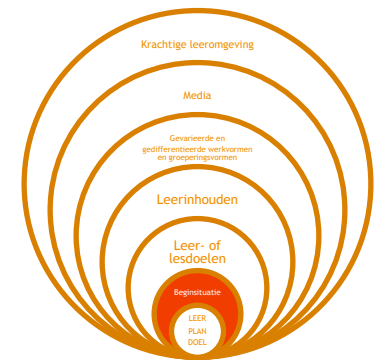 Krachtige leeromgeving
Media
Gevarieerde en
gedifferentieerde werkvormen
en groeperingsvormen
Leerinhouden
Leer- of
lesdoelen
Beginsituatie
LEER
PLAN
DOEL